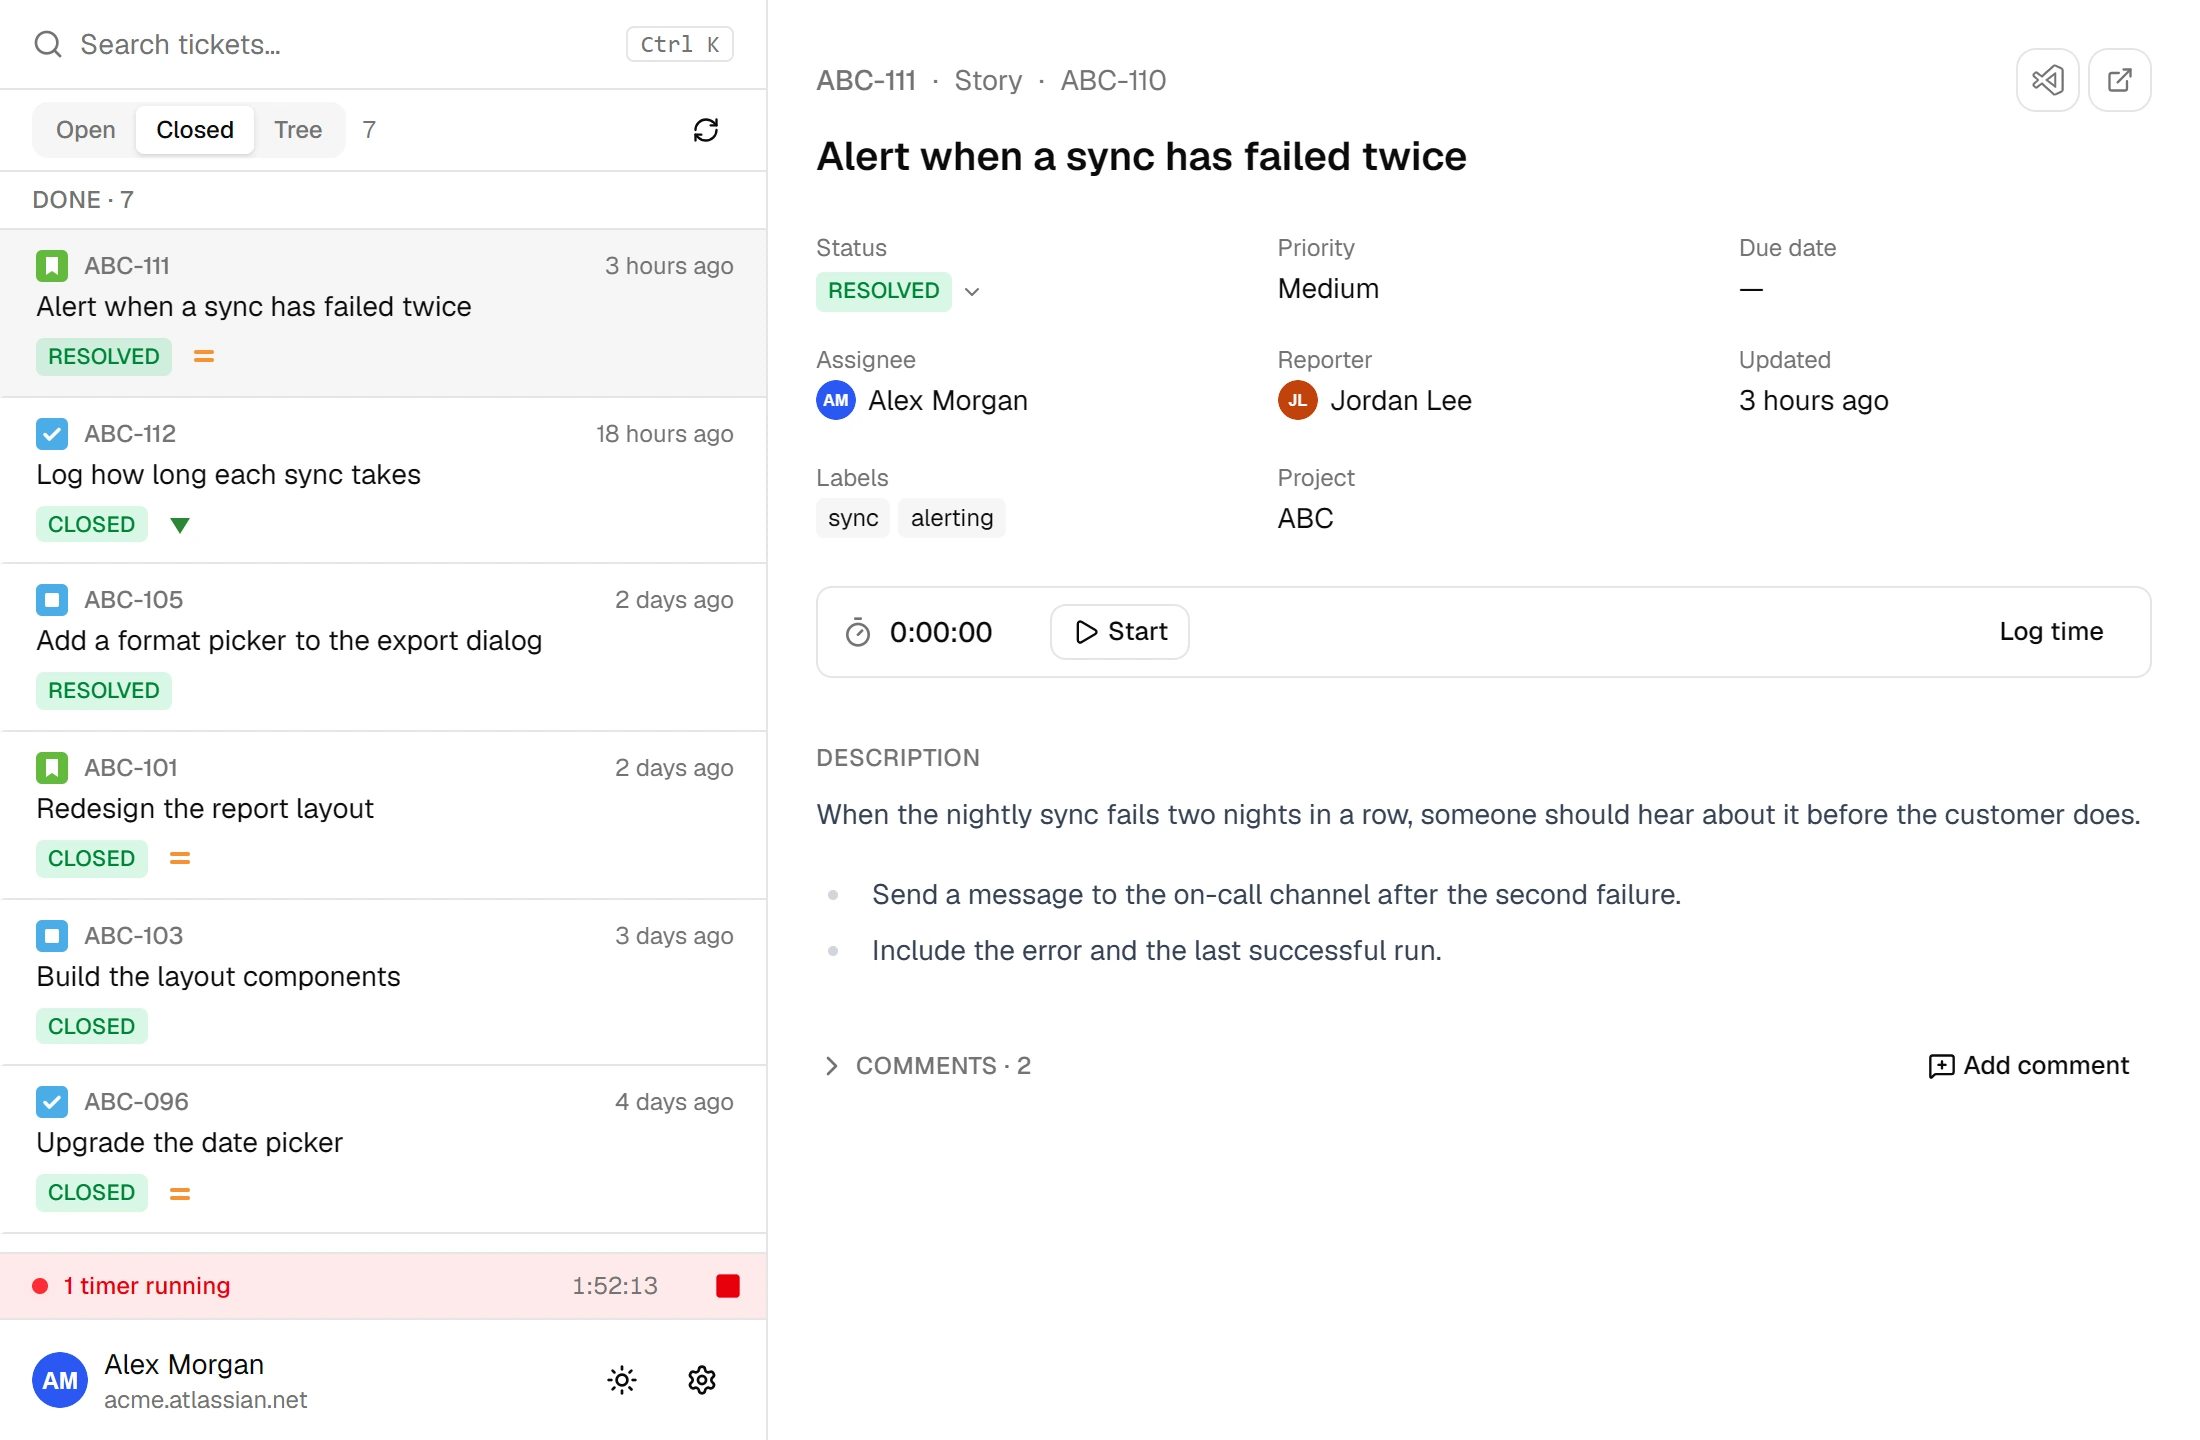 Search tickets...
Ctrl K
Open Closed Tree 7
DONE · 7
ABC-111 3 hours ago
Alert when a sync has failed twice
RESOLVED
ABC-112 18 hours ago
Log how long each sync takes
CLOSED
ABC-105 2 days ago
Add a format picker to the export dialog
RESOLVED
ABC-101 2 days ago
Redesign the report layout
CLOSED
ABC-103 3 days ago
Build the layout components
CLOSED
ABC-096 4 days ago
Upgrade the date picker
CLOSED
1 timer running 1:52:13
AM Alex Morgan
acme.atlassian.net
ABC-111 · Story · ABC-110
Alert when a sync has failed twice
Status Priority Due date
RESOLVED Medium —
Assignee Reporter Updated
AM Alex Morgan JL Jordan Lee 3 hours ago
Labels Project
sync alerting ABC
0:00:00 Start Log time
DESCRIPTION
When the nightly sync fails two nights in a row, someone should hear about it before the customer does.
Send a message to the on-call channel after the second failure.
Include the error and the last successful run.
COMMENTS · 2 Add comment